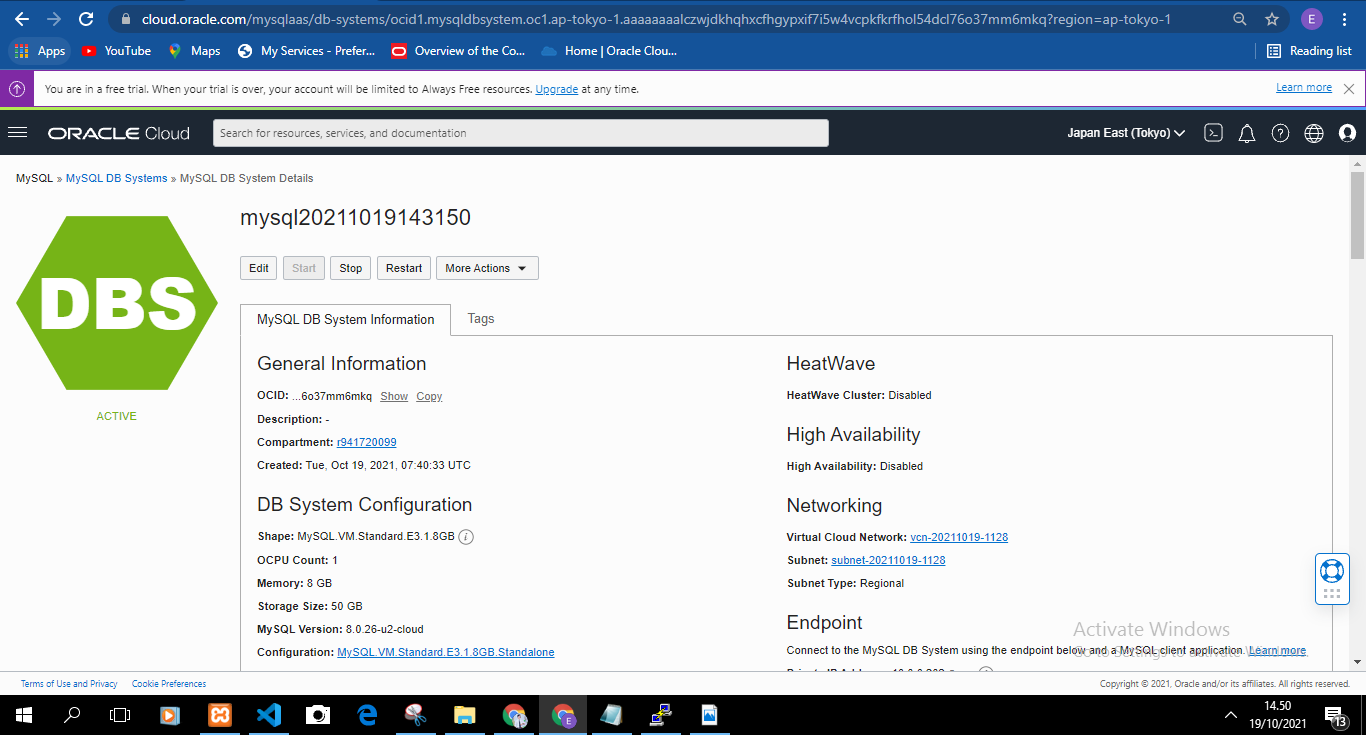 cloud.oracle.com/mysqlaas/db-systems/ocid1.mysqldbsystem.oc1.ap-tokyo-1.aaaaaaaalczwjdkhqhxcfhgypxif7i5w4vcpkfkrfhol54dcl76o37mm6mkq?region=ap-tokyo-1 E
Apps YouTube Maps My Services - Prefer... Overview of the Co... Home | Oracle Clou... Reading list
You are in a free trial. When your trial is over, your account will be limited to Always Free resources. Upgrade at any time. Learn more
ORACLE Cloud Search for resources, services, and documentation Japan East (Tokyo)
MySQL » MySQL DB Systems » MySQL DB System Details
mysql20211019143150
DBS
ACTIVE
Edit Start Stop Restart More Actions
MySQL DB System Information Tags
General Information
OCID: ...6o37mm6mkq Show Copy
Description: -
Compartment: r941720099
Created: Tue, Oct 19, 2021, 07:40:33 UTC
DB System Configuration
Shape: MySQL.VM.Standard.E3.1.8GB
OCPU Count: 1
Memory: 8 GB
Storage Size: 50 GB
MySQL Version: 8.0.26-u2-cloud
Configuration: MySQL.VM.Standard.E3.1.8GB.Standalone
HeatWave
HeatWave Cluster: Disabled
High Availability
High Availability: Disabled
Networking
Virtual Cloud Network: vcn-20211019-1128
Subnet: subnet-20211019-1128
Subnet Type: Regional
Endpoint
Connect to the MySQL DB System using the endpoint below and a MySQL client application. Learn more
Activate Windows
Go to Settings to activate Windows.
Terms of Use and Privacy Cookie Preferences
Copyright © 2021, Oracle and/or its affiliates. All rights reserved.
14.50
19/10/2021
13